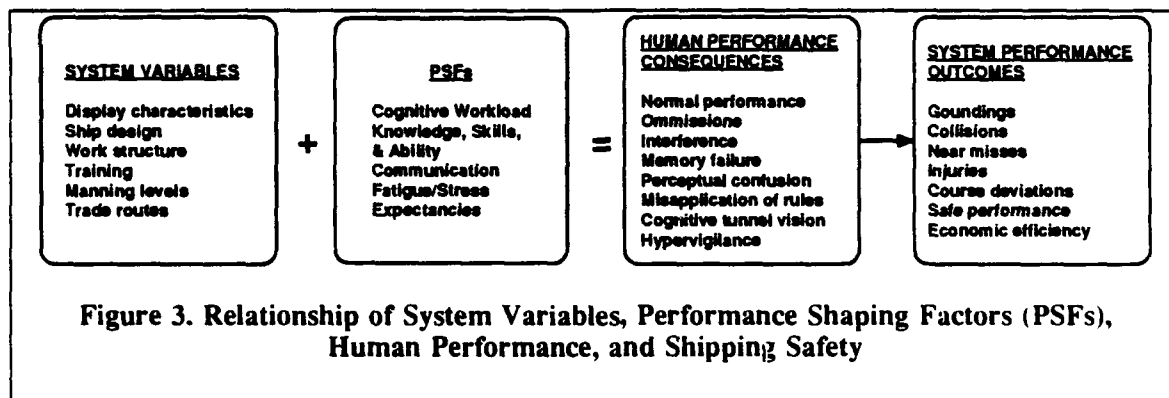 SYSTEM VARIABLES
Display characteristics
Ship design
Work structure
Training
Manning levels
Trade routes
+
PSFs
Cognitive Workload
Knowledge, Skills,
& Ability
Communication
Fatigue/Stress
Expectancies
=
HUMAN PERFORMANCE
CONSEQUENCES
Normal performance
Ommissions
Interference
Memory failure
Perceptual confusion
Misapplication of rules
Cognitive tunnel vision
Hypervigilance
SYSTEM PERFORMANCE
OUTCOMES
Goundings
Collisions
Near misses
Injuries
Course deviations
Safe performance
Economic efficiency
Figure 3. Relationship of System Variables, Performance Shaping Factors (PSFs),
Human Performance, and Shipping Safety